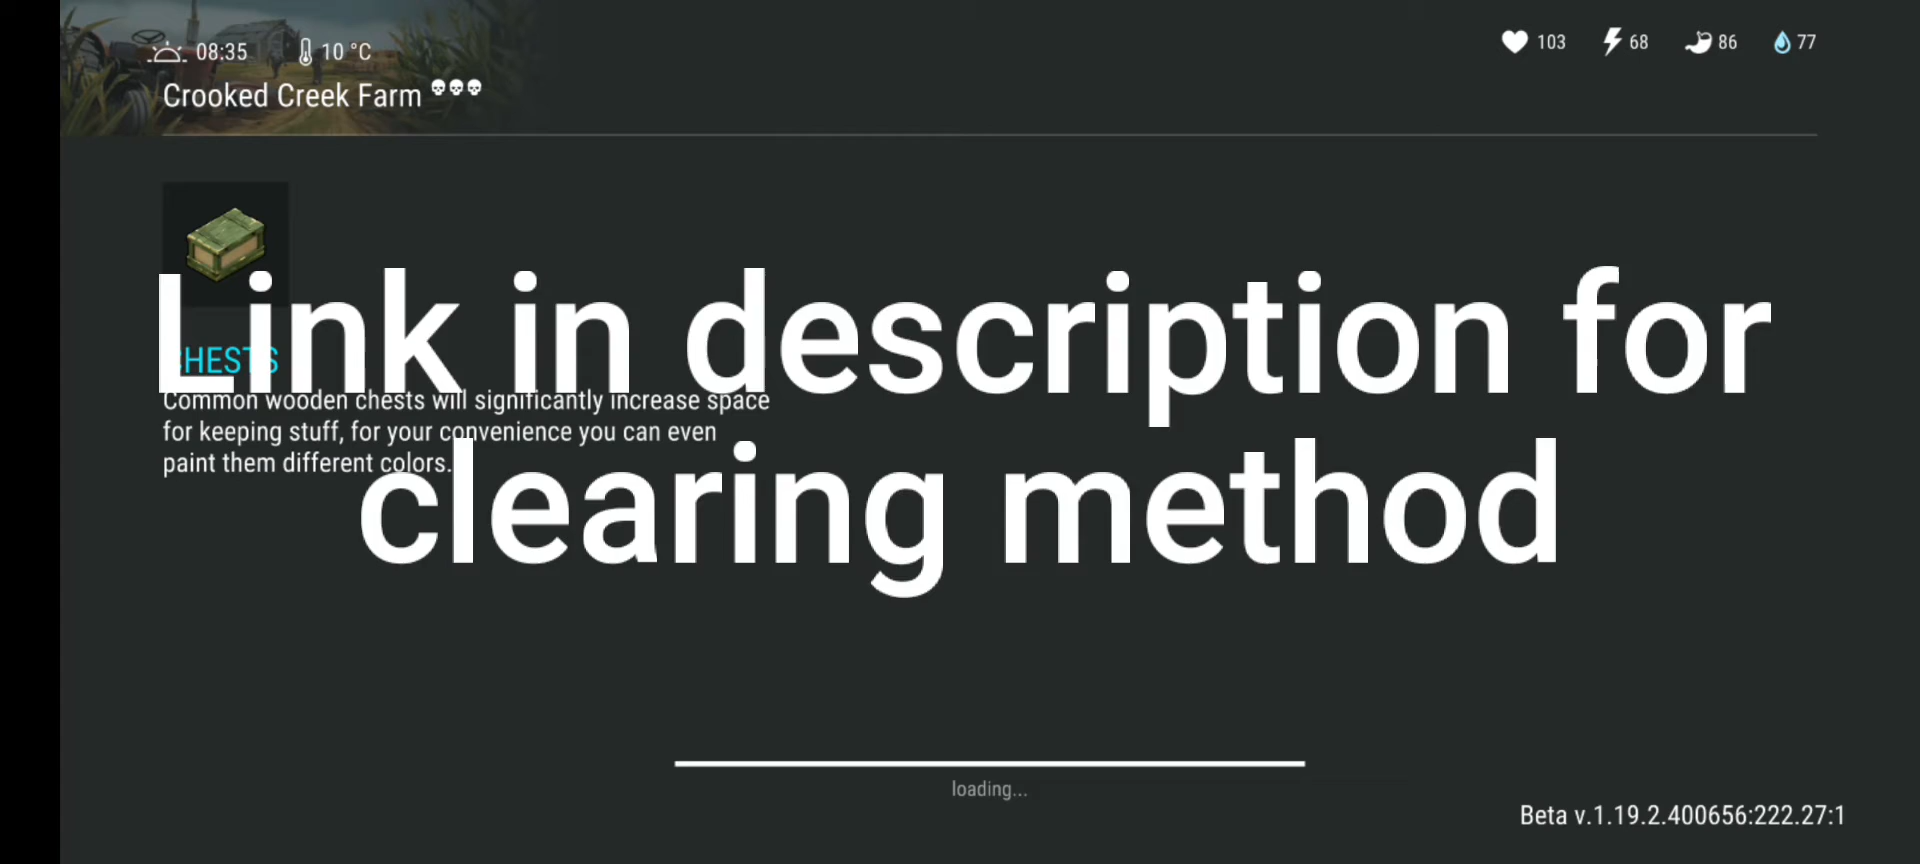 08:35 10 °C
Crooked Creek Farm
103 68 86 77
Link in description for
CHESTS
Common wooden chests will significantly increase space
for keeping stuff, for your convenience you can even
paint them different colors.
clearing method
loading...
Beta v.1.19.2.400656:222.27:1